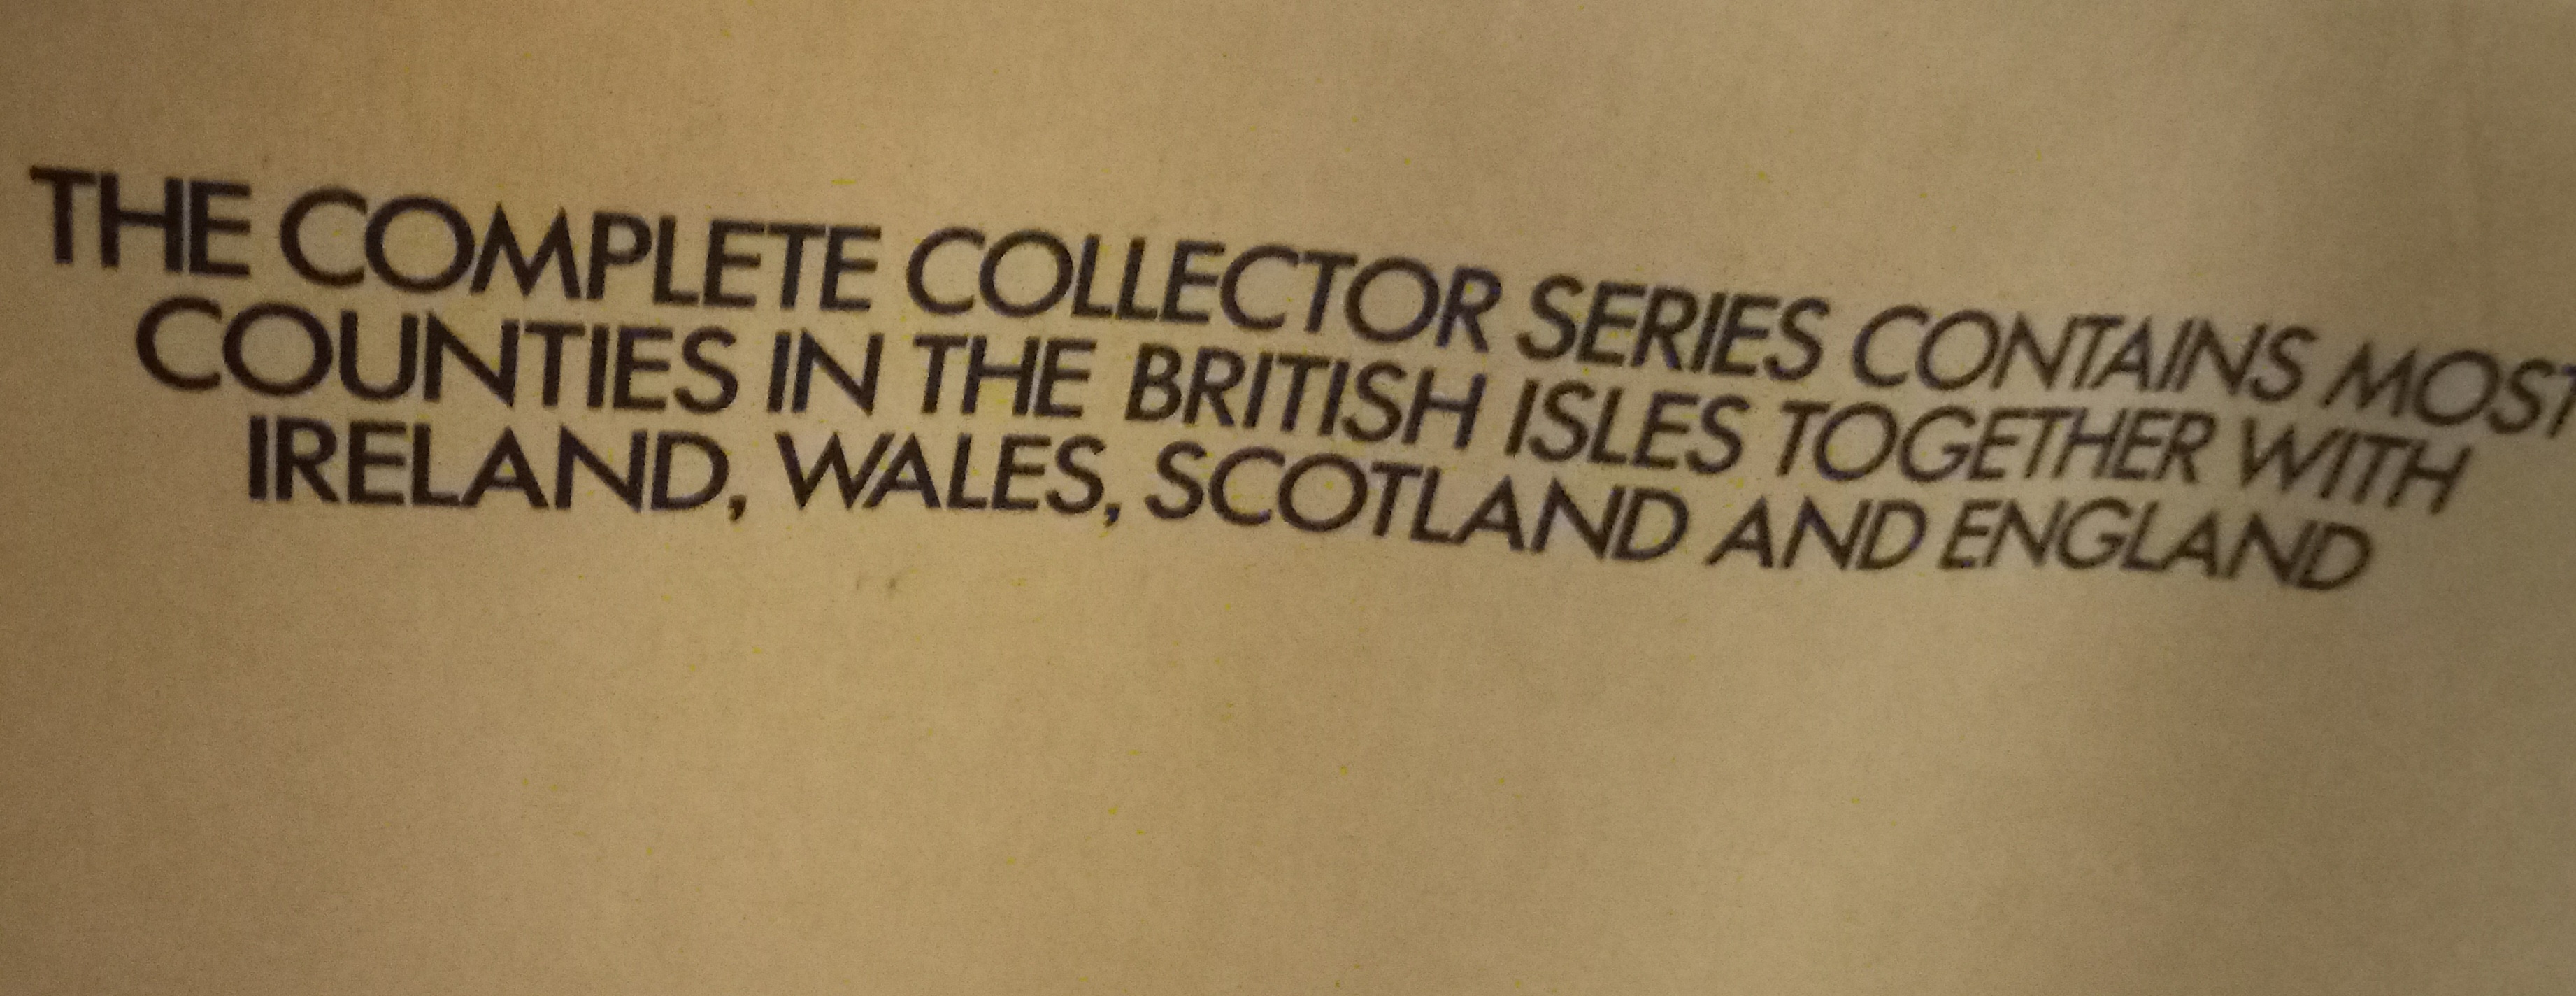 THE COMPLETE COLLECTOR SERIES CONTAINS MOST
COUNTIES IN THE BRITISH ISLES TOGETHER WITH
IRELAND, WALES, SCOTLAND AND ENGLAND